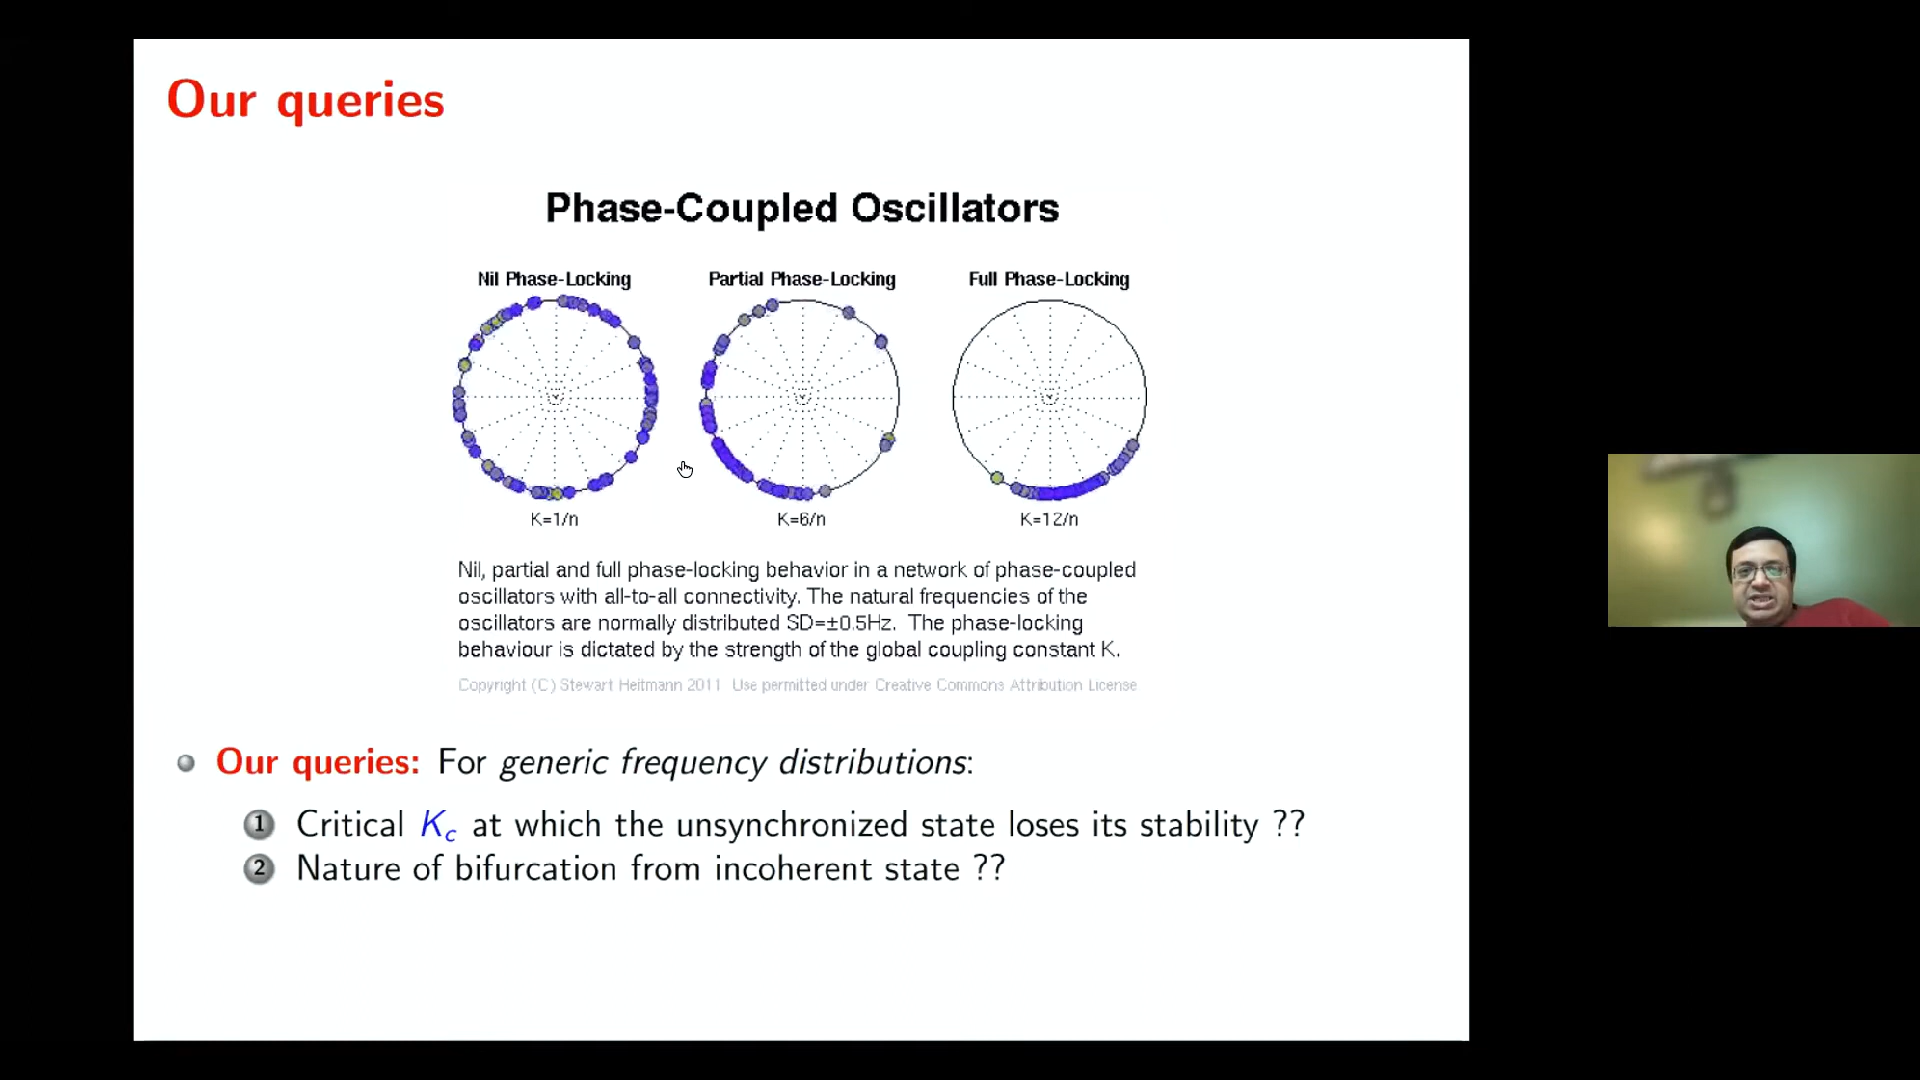 Our queries
Phase-Coupled Oscillators
Nil Phase-Locking
Partial Phase-Locking
Full Phase-Locking
K=1/n
K=6/n
K=12/n
Nil, partial and full phase-locking behavior in a network of phase-coupled
oscillators with all-to-all connectivity. The natural frequencies of the
oscillators are normally distributed SD=±0.5Hz. The phase-locking
behaviour is dictated by the strength of the global coupling constant K.
Copyright (C) Stewart Heitmann 2011 Use permitted under Creative Commons Attribution License
Our queries: For generic frequency distributions:
1 Critical K_c at which the unsynchronized state loses its stability ??
2 Nature of bifurcation from incoherent state ??